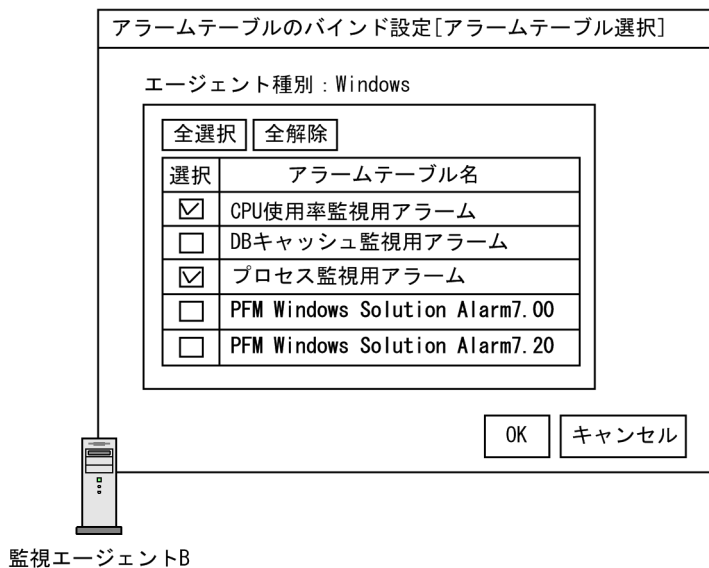 アラームテーブルのバインド設定[アラームテーブル選択]
エージェント種別：Windows
全選択 全解除
選択 アラームテーブル名
CPU使用率監視用アラーム
DBキャッシュ監視用アラーム
プロセス監視用アラーム
PFM Windows Solution Alarm7.00
PFM Windows Solution Alarm7.20
OK キャンセル
監視エージェントB